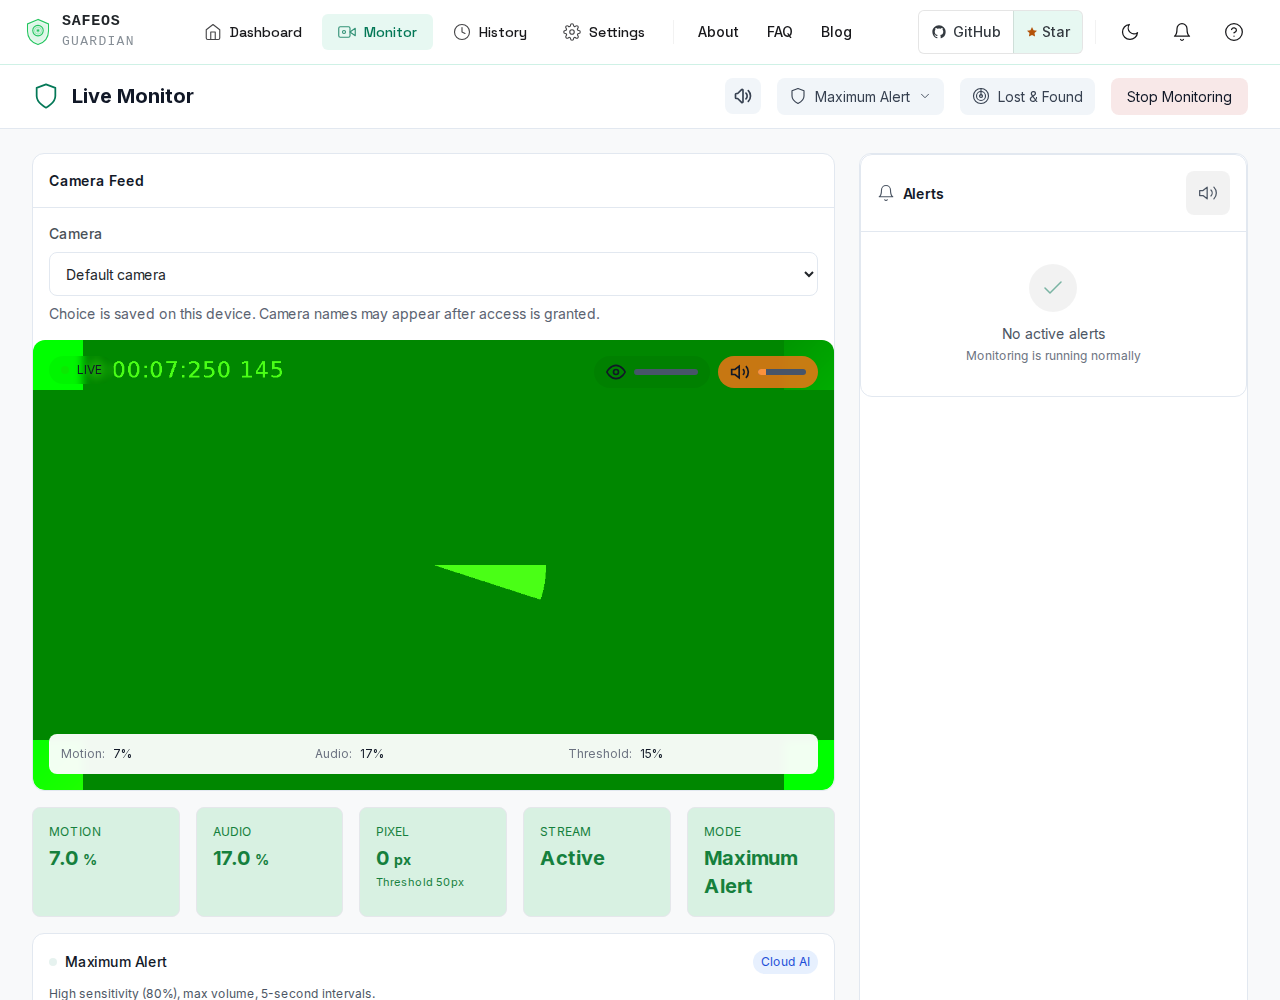 SAFEOS
GUARDIAN
Dashboard
Monitor
History
Settings
About
FAQ
Blog
GitHub
Star
Live Monitor
Maximum Alert
Lost & Found
Stop Monitoring
Camera Feed
Camera
Default camera
Choice is saved on this device. Camera names may appear after access is granted.
LIVE
00:07:250 145
Motion: 7%
Audio: 17%
Threshold: 15%
MOTION
7.0 %
AUDIO
17.0 %
PIXEL
0 px
Threshold 50px
STREAM
Active
MODE
Maximum
Alert
Maximum Alert
Cloud AI
High sensitivity (80%), max volume, 5-second intervals.
Alerts
No active alerts
Monitoring is running normally